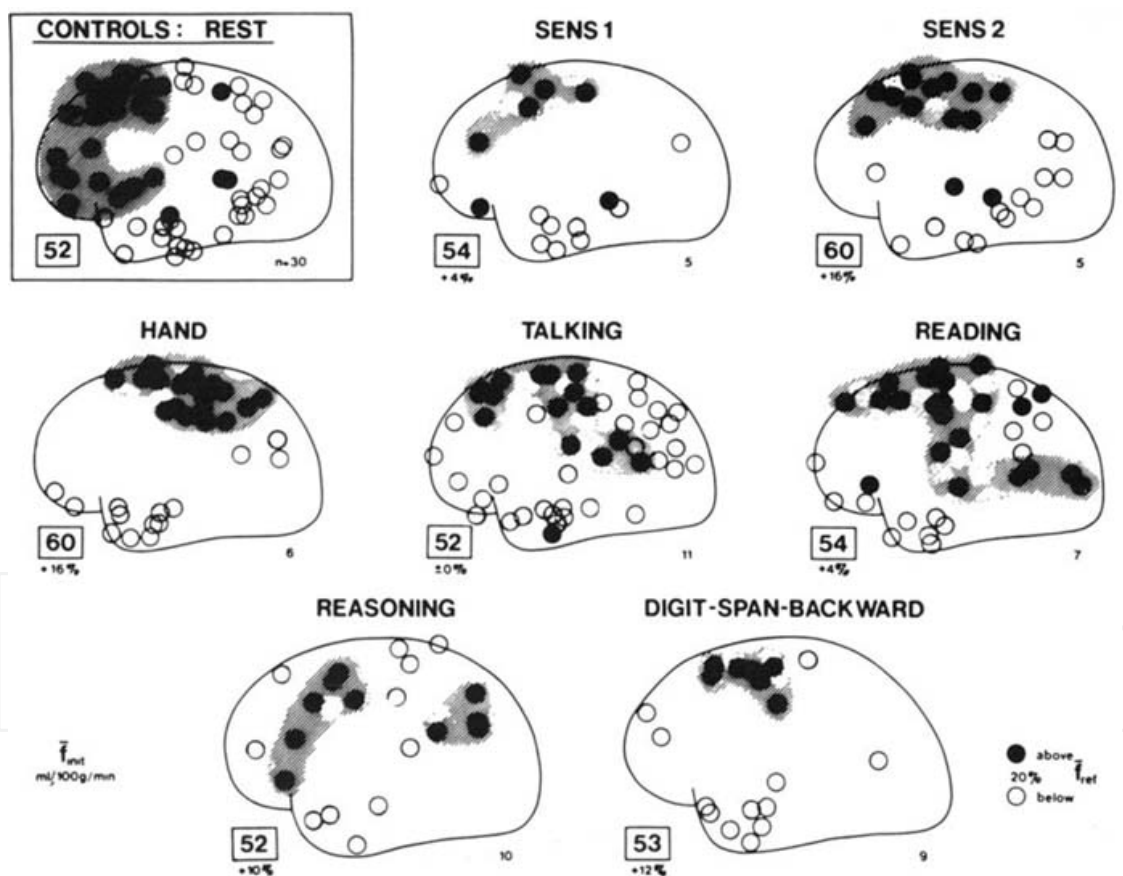 CONTROLS: REST
52
n=30
SENS 1
54
+4%
5
SENS 2
60
+16%
5
HAND
60
+16%
6
TALKING
52
±0%
11
READING
54
+4%
7
REASONING
52
+10%
10
DIGIT-SPAN-BACKWARD
53
+12%
9
f̄init
ml/100g/min
above
20% f̄ref
below